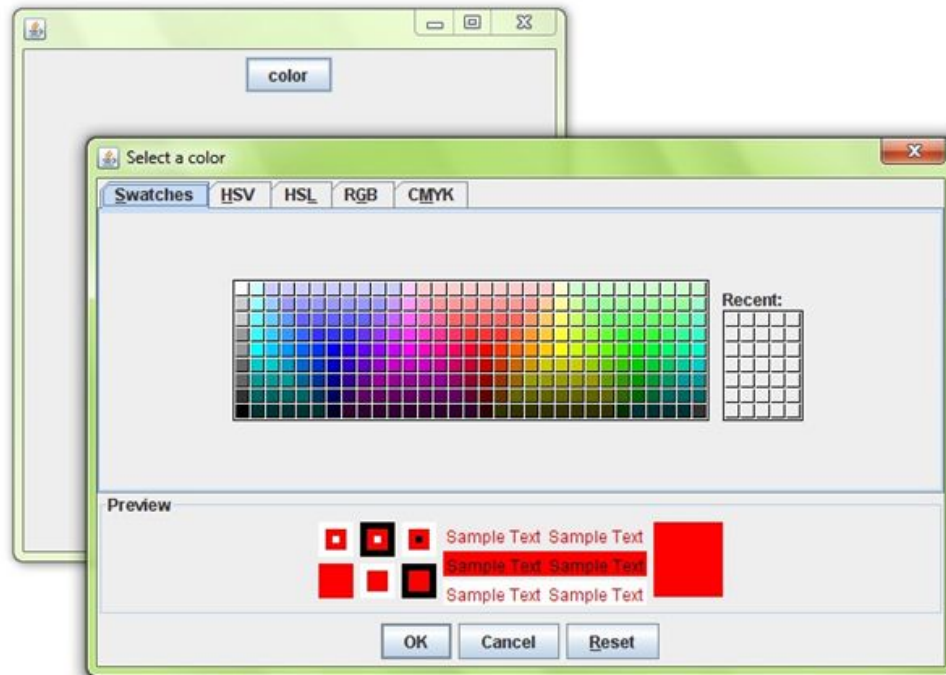 color
Select a color
Swatches HSV HSL RGB CMYK
Recent:
Preview
Sample Text Sample Text
Sample Text Sample Text
Sample Text Sample Text
OK Cancel Reset